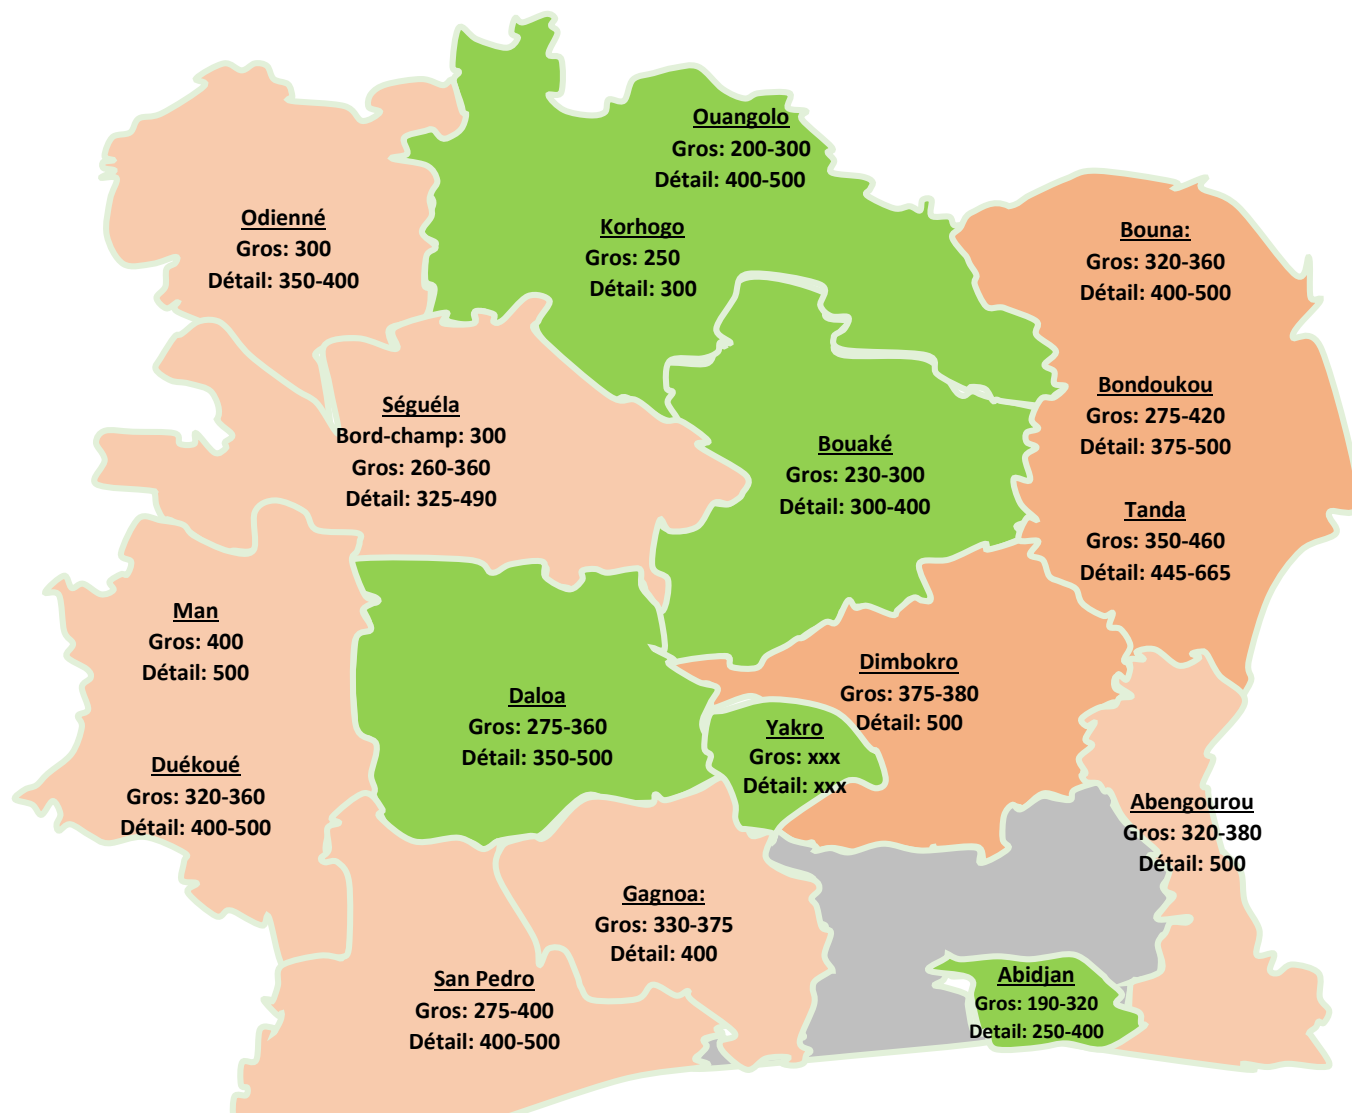 Ouangolo
Gros: 200-300
Détail: 400-500
Odienné
Gros: 300
Détail: 350-400
Korhogo
Gros: 250
Détail: 300
Bouna:
Gros: 320-360
Détail: 400-500
Séguéla
Bord-champ: 300
Gros: 260-360
Détail: 325-490
Bouaké
Gros: 230-300
Détail: 300-400
Bondoukou
Gros: 275-420
Détail: 375-500
Tanda
Gros: 350-460
Détail: 445-665
Man
Gros: 400
Détail: 500
Daloa
Gros: 275-360
Détail: 350-500
Dimbokro
Gros: 375-380
Détail: 500
Yakro
Gros: xxx
Détail: xxx
Duékoué
Gros: 320-360
Détail: 400-500
Abengourou
Gros: 320-380
Détail: 500
Gagnoa:
Gros: 330-375
Détail: 400
San Pedro
Gros: 275-400
Détail: 400-500
Abidjan
Gros: 190-320
Detail: 250-400